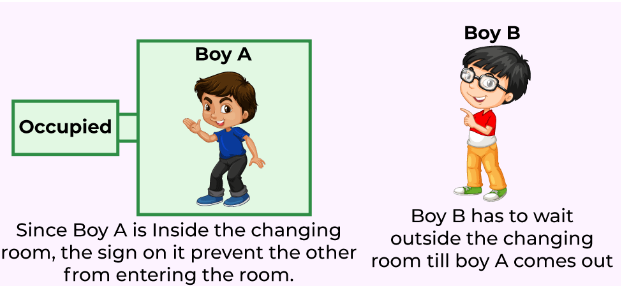 Boy A
Occupied
Since Boy A is Inside the changing
room, the sign on it prevent the other
from entering the room.
Boy B
Boy B has to wait
outside the changing
room till boy A comes out